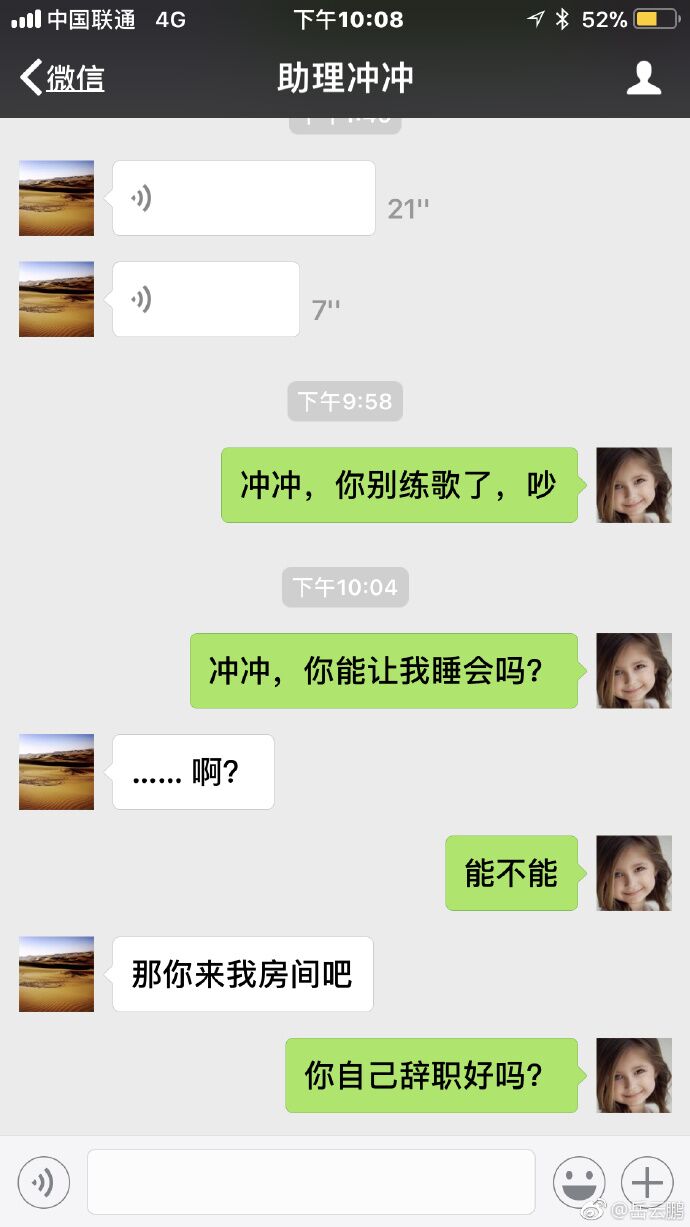 中国联通 4G 下午10:08 52%
微信 助理冲冲
21''
7''
下午9:58
冲冲，你别练歌了，吵
下午10:04
冲冲，你能让我睡会吗？
…… 啊？
能不能
那你来我房间吧
你自己辞职好吗？
@岳云鹏